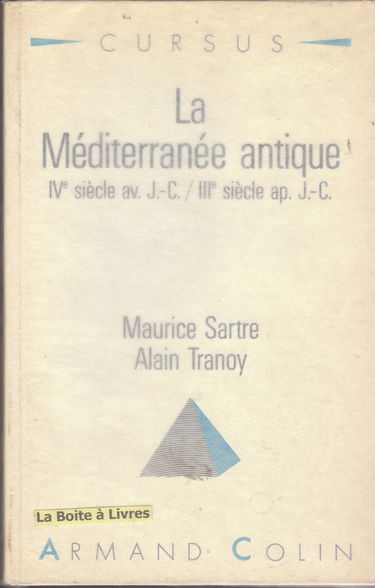 CURSUS
La
Méditerranée antique
IVe siècle av. J.-C. / IIIe siècle ap. J.-C.
Maurice Sartre
Alain Tranoy
La Boite à Livres
ARMAND COLIN